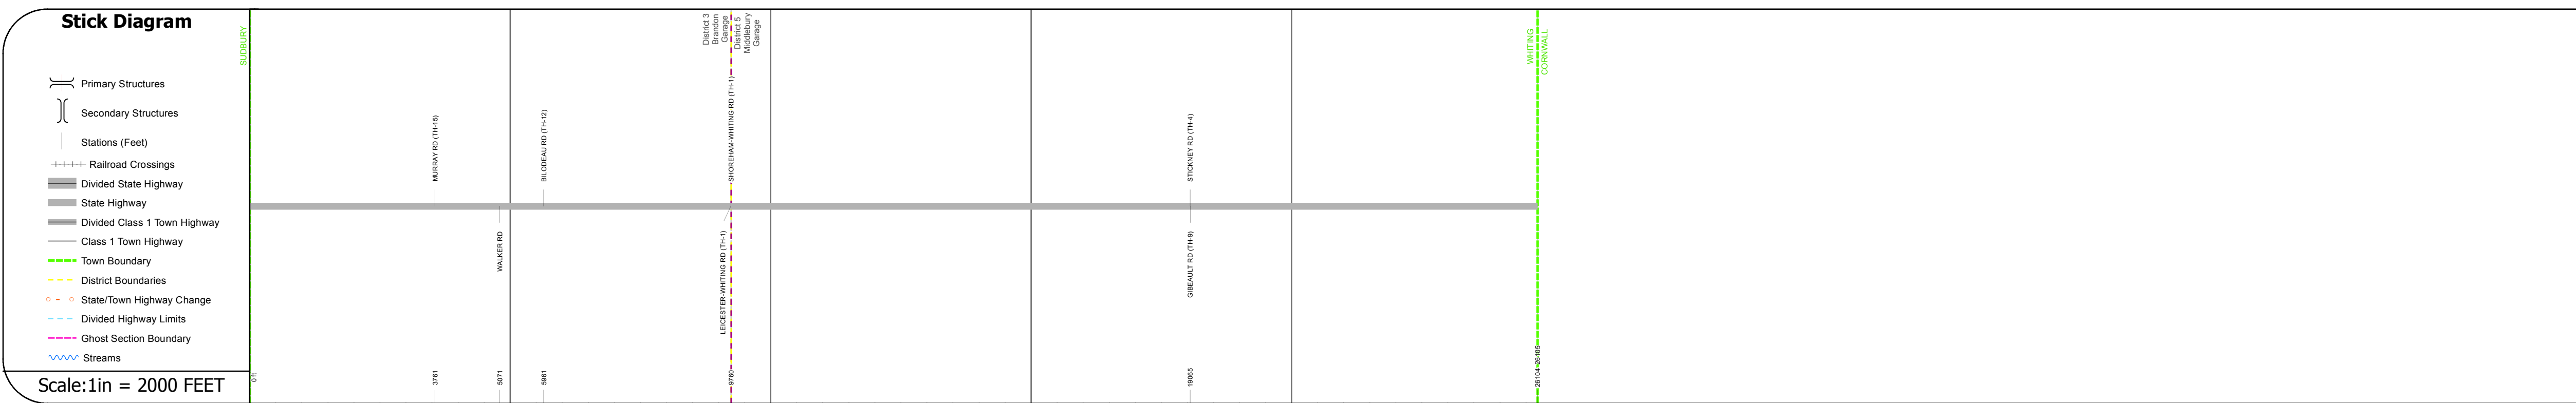 Stick Diagram
Primary Structures
Secondary Structures
Stations (Feet)
Railroad Crossings
Divided State Highway
State Highway
Divided Class 1 Town Highway
Class 1 Town Highway
Town Boundary
District Boundaries
State/Town Highway Change
Divided Highway Limits
Ghost Section Boundary
Streams
Scale:1in = 2000 FEET
SUDBURY
0 ft
MURRAY RD (TH-15)
3761
WALKER RD
5071
BILODEAU RD (TH-12)
5961
District 3
Brandon
Garage
District 5
Middlebury
Garage
SHOREHAM-WHITING RD (TH-1)
LEICESTER-WHITING RD (TH-1)
9760
STICKNEY RD (TH-4)
GIBEAULT RD (TH-9)
19065
WHITING
CORNWALL
26104-26105